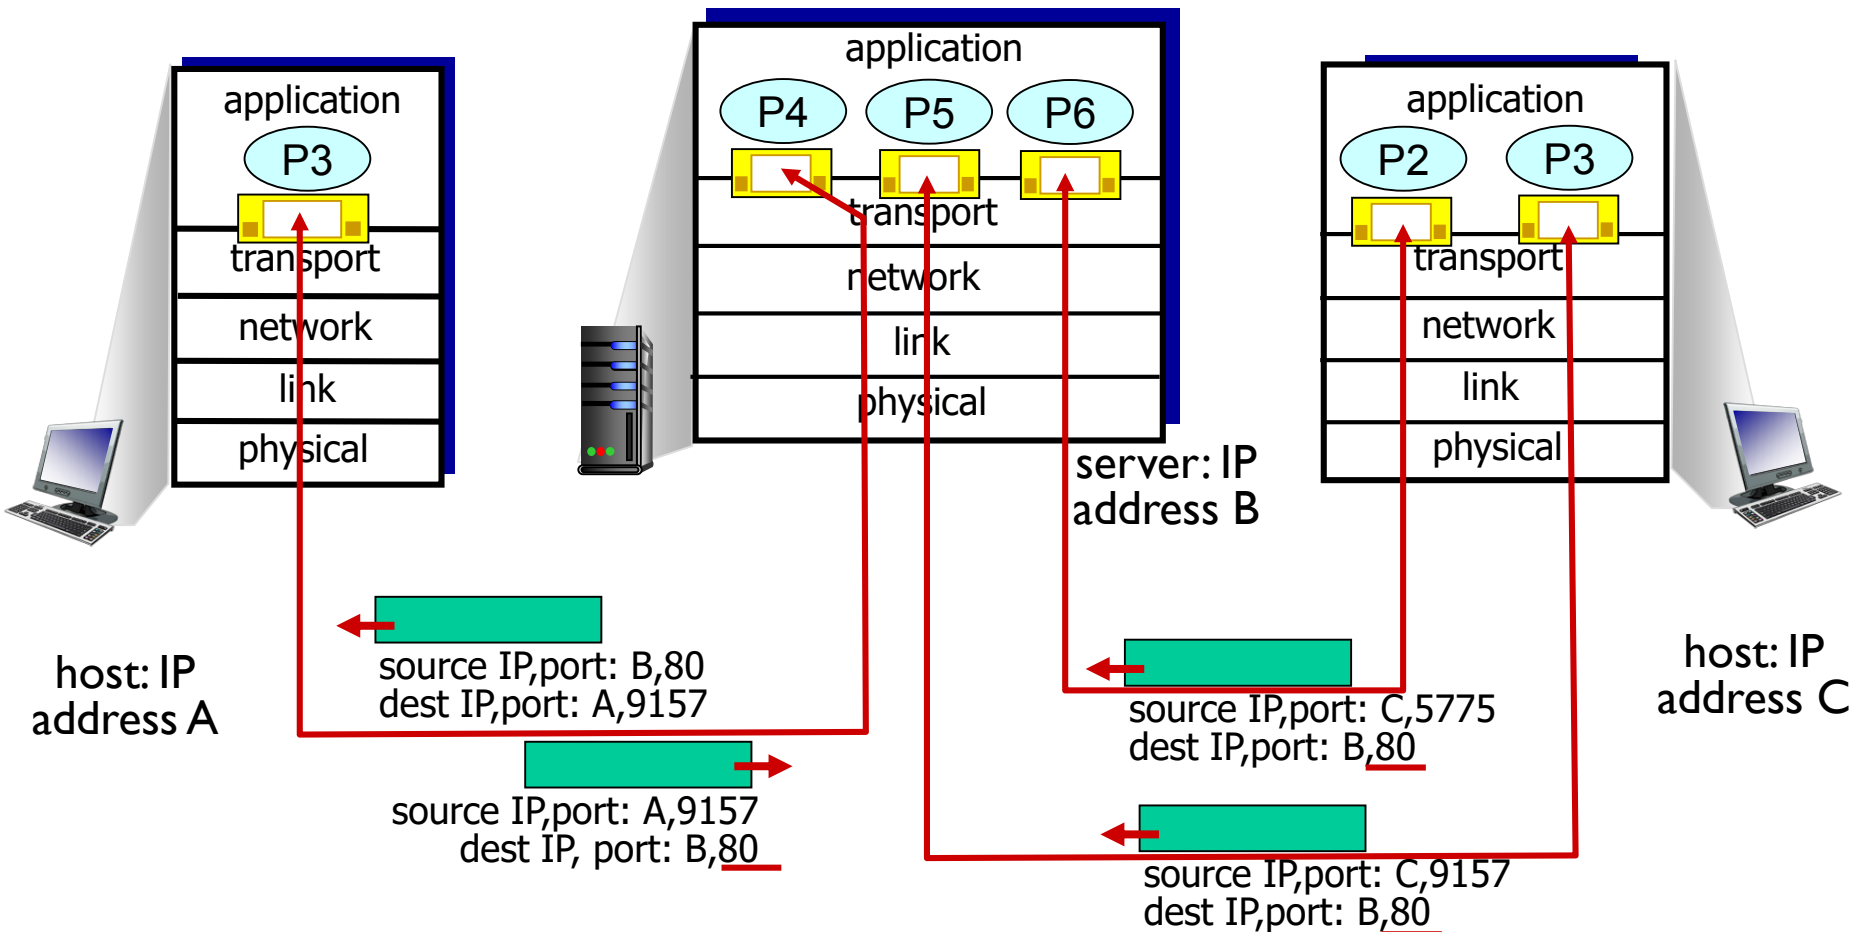 application
P3
transport
network
link
physical
host: IP
address A
application
P4 P5 P6
transport
network
link
physical
server: IP
address B
application
P2 P3
transport
network
link
physical
host: IP
address C
source IP,port: B,80
dest IP,port: A,9157
source IP,port: A,9157
dest IP, port: B,80
source IP,port: C,5775
dest IP,port: B,80
source IP,port: C,9157
dest IP,port: B,80